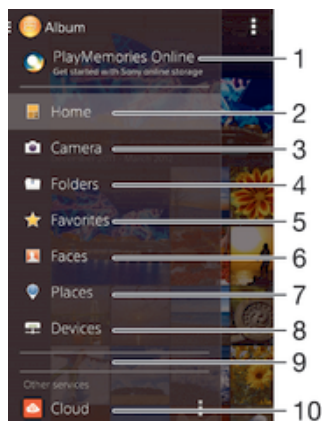 Album
PlayMemories Online 1
Get started with Sony online storage
Home 2
Camera 3
Folders 4
Favorites 5
Faces 6
Places 7
Devices 8
9
Other services
Cloud 10